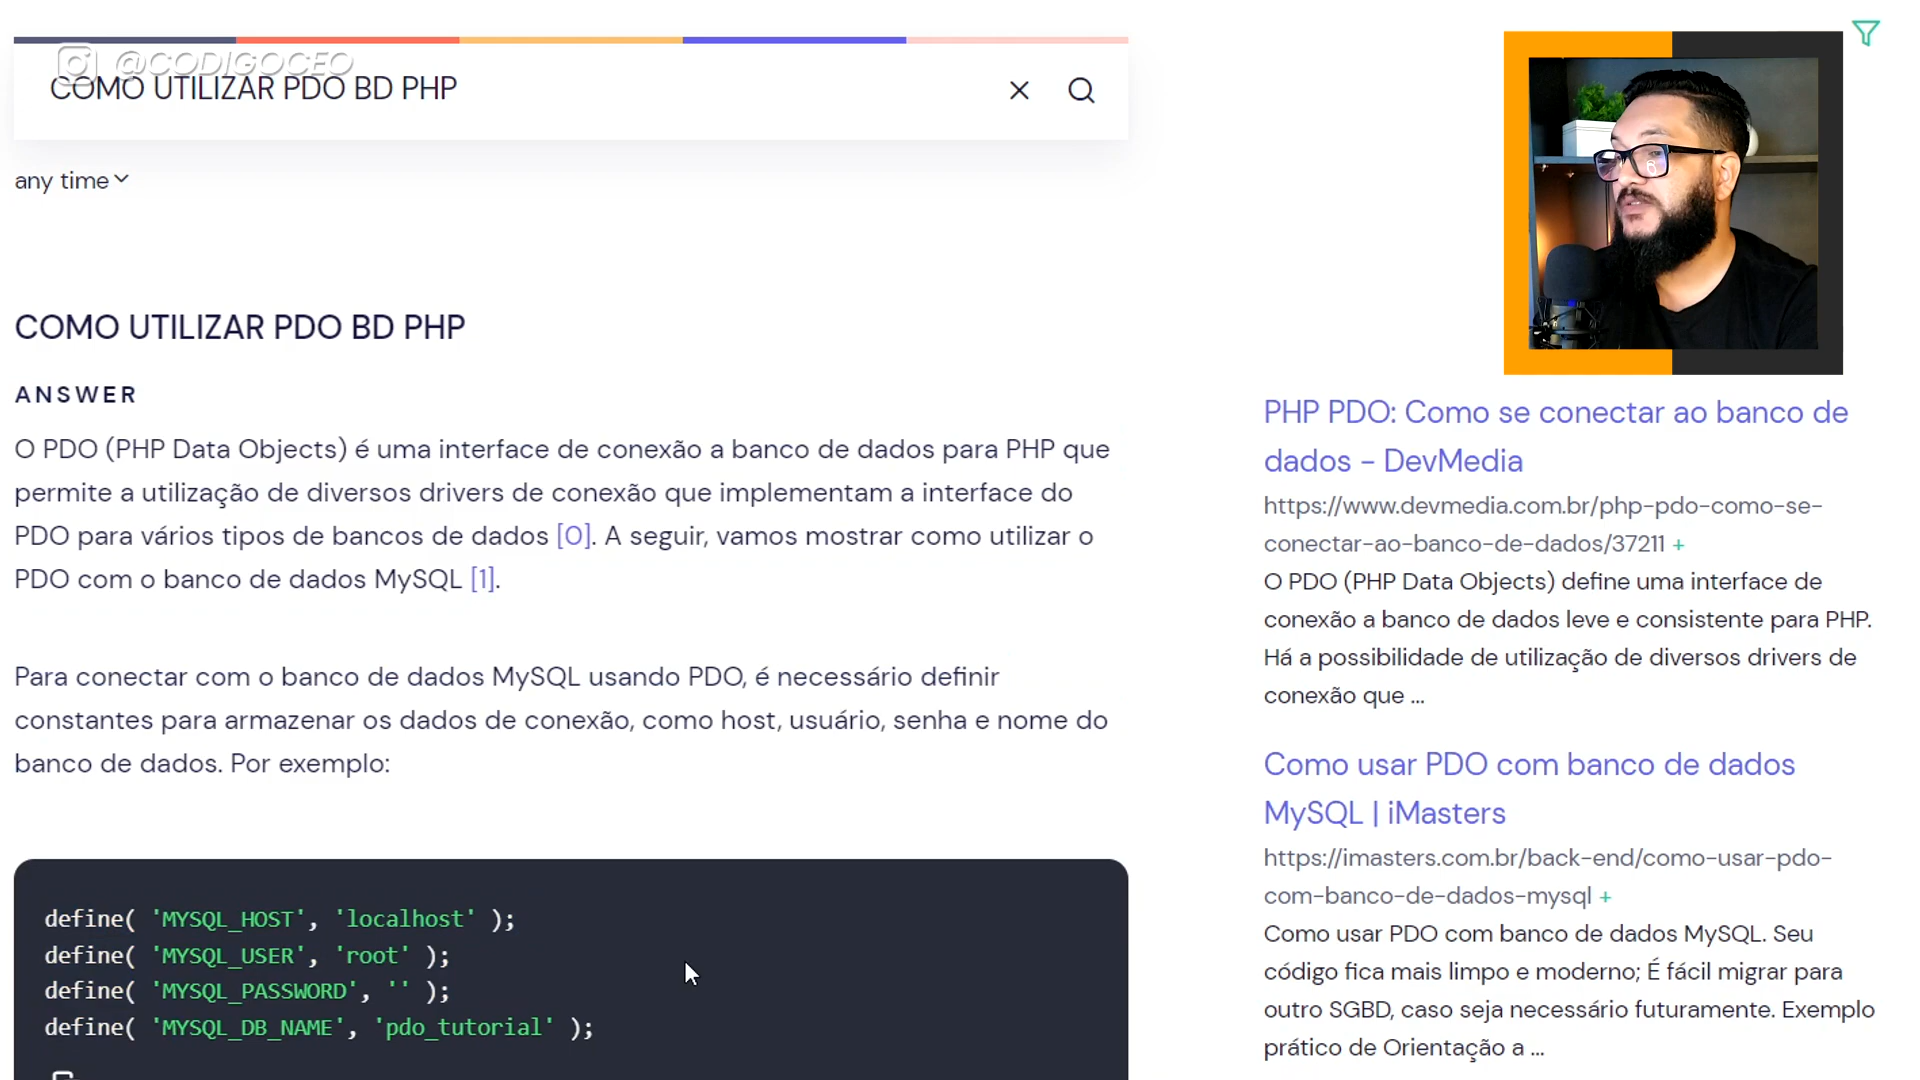 @CODIGOCEO
COMO UTILIZAR PDO BD PHP
any time
COMO UTILIZAR PDO BD PHP
ANSWER
O PDO (PHP Data Objects) é uma interface de conexão a banco de dados para PHP que
permite a utilização de diversos drivers de conexão que implementam a interface do
PDO para vários tipos de bancos de dados [0]. A seguir, vamos mostrar como utilizar o
PDO com o banco de dados MySQL [1].
Para conectar com o banco de dados MySQL usando PDO, é necessário definir
constantes para armazenar os dados de conexão, como host, usuário, senha e nome do
banco de dados. Por exemplo:
define( 'MYSQL_HOST', 'localhost' );
define( 'MYSQL_USER', 'root' );
define( 'MYSQL_PASSWORD', '' );
define( 'MYSQL_DB_NAME', 'pdo_tutorial' );
PHP PDO: Como se conectar ao banco de
dados - DevMedia
https://www.devmedia.com.br/php-pdo-como-se-
conectar-ao-banco-de-dados/37211 +
O PDO (PHP Data Objects) define uma interface de
conexão a banco de dados leve e consistente para PHP.
Há a possibilidade de utilização de diversos drivers de
conexão que ...
Como usar PDO com banco de dados
MySQL | iMasters
https://imasters.com.br/back-end/como-usar-pdo-
com-banco-de-dados-mysql +
Como usar PDO com banco de dados MySQL. Seu
código fica mais limpo e moderno; É fácil migrar para
outro SGBD, caso seja necessário futuramente. Exemplo
prático de Orientação a ...